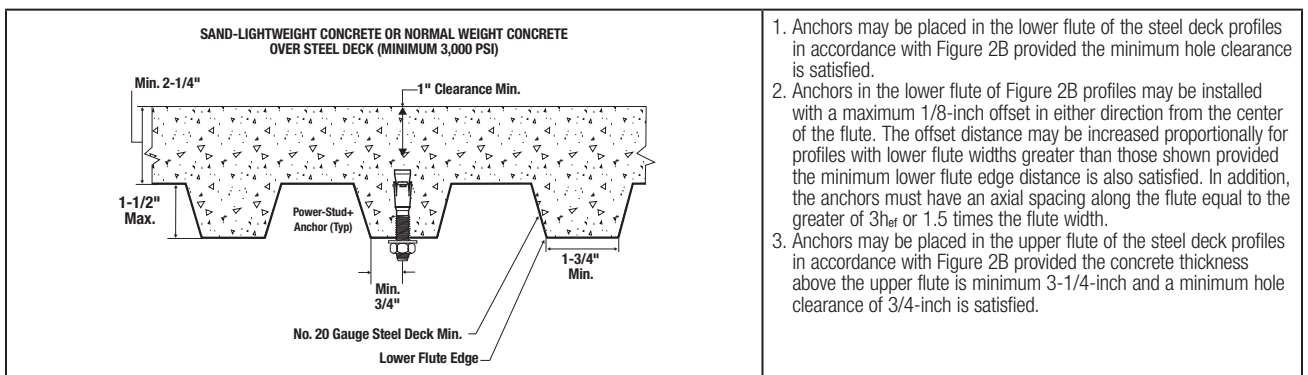 SAND-LIGHTWEIGHT CONCRETE OR NORMAL WEIGHT CONCRETE
OVER STEEL DECK (MINIMUM 3,000 PSI)
Min. 2-1/4"
1" Clearance Min.
1-1/2"
Max.
Power-Stud+
Anchor (Typ)
1-3/4"
Min.
Min.
3/4"
No. 20 Gauge Steel Deck Min.
Lower Flute Edge
1. Anchors may be placed in the lower flute of the steel deck profiles
in accordance with Figure 2B provided the minimum hole clearance
is satisfied.
2. Anchors in the lower flute of Figure 2B profiles may be installed
with a maximum 1/8-inch offset in either direction from the center
of the flute. The offset distance may be increased proportionally for
profiles with lower flute widths greater than those shown provided
the minimum lower flute edge distance is also satisfied. In addition,
the anchors must have an axial spacing along the flute equal to the
greater of 3hef or 1.5 times the flute width.
3. Anchors may be placed in the upper flute of the steel deck profiles
in accordance with Figure 2B provided the concrete thickness
above the upper flute is minimum 3-1/4-inch and a minimum hole
clearance of 3/4-inch is satisfied.